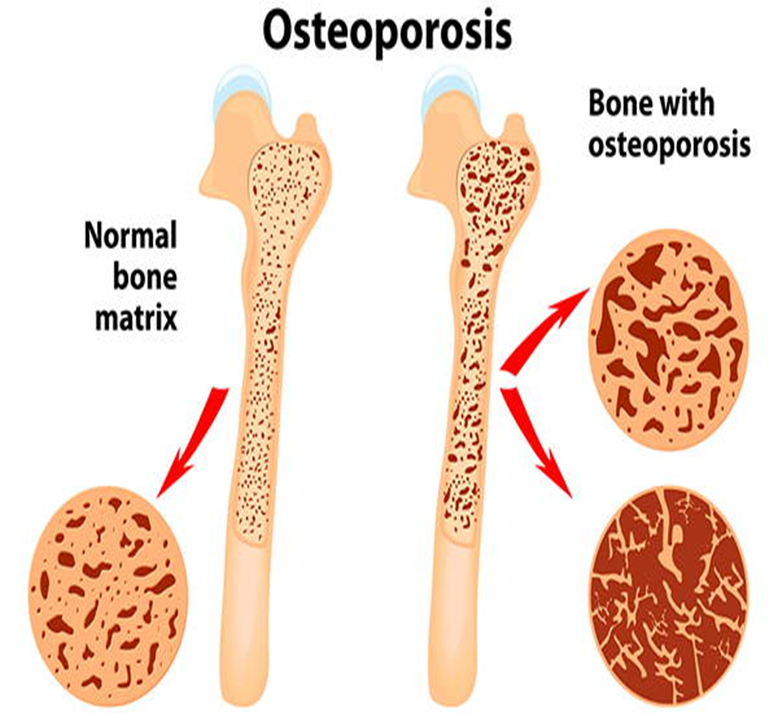 Osteoporosis
Bone with
osteoporosis
Normal
bone
matrix